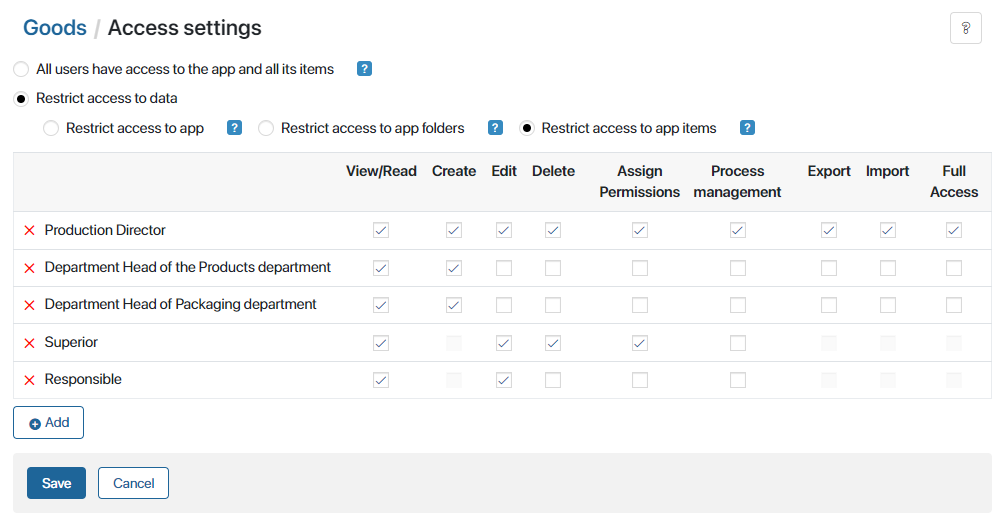 Goods / Access settings
?
All users have access to the app and all its items ?
Restrict access to data
Restrict access to app ? Restrict access to app folders ? Restrict access to app items ?
View/Read Create Edit Delete Assign Permissions Process management Export Import Full Access
Production Director
Department Head of the Products department
Department Head of Packaging department
Superior
Responsible
Add
Save Cancel